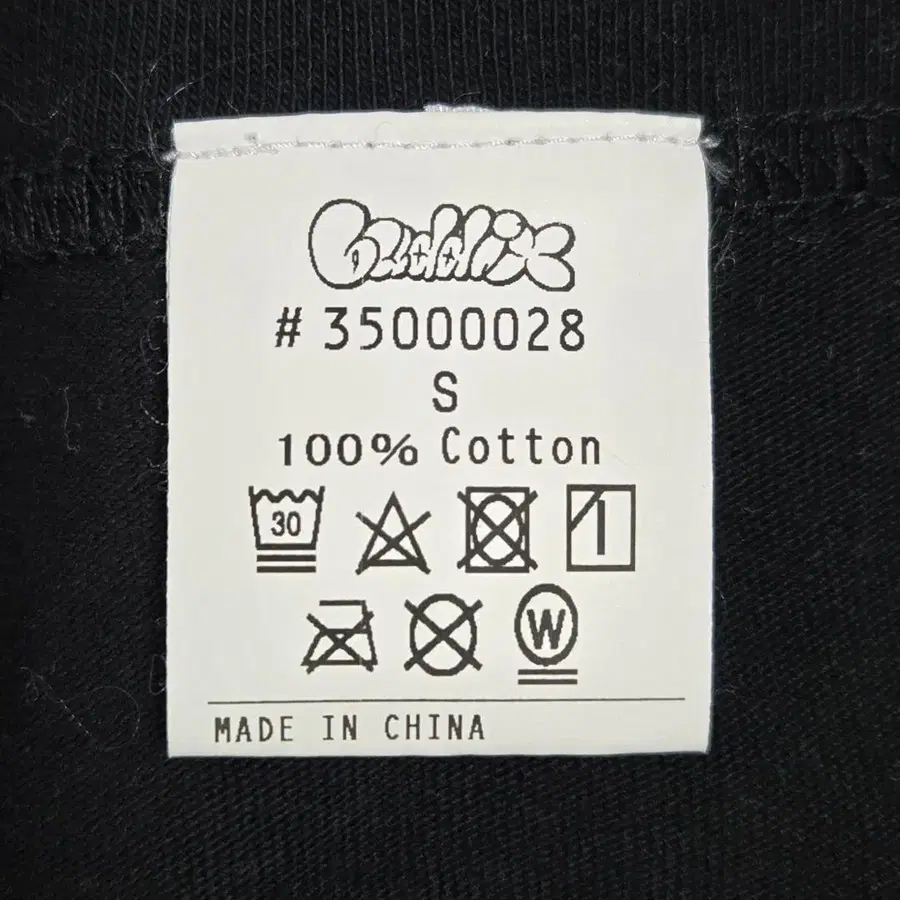 # 35000028
S
100% Cotton
30
W
MADE IN CHINA